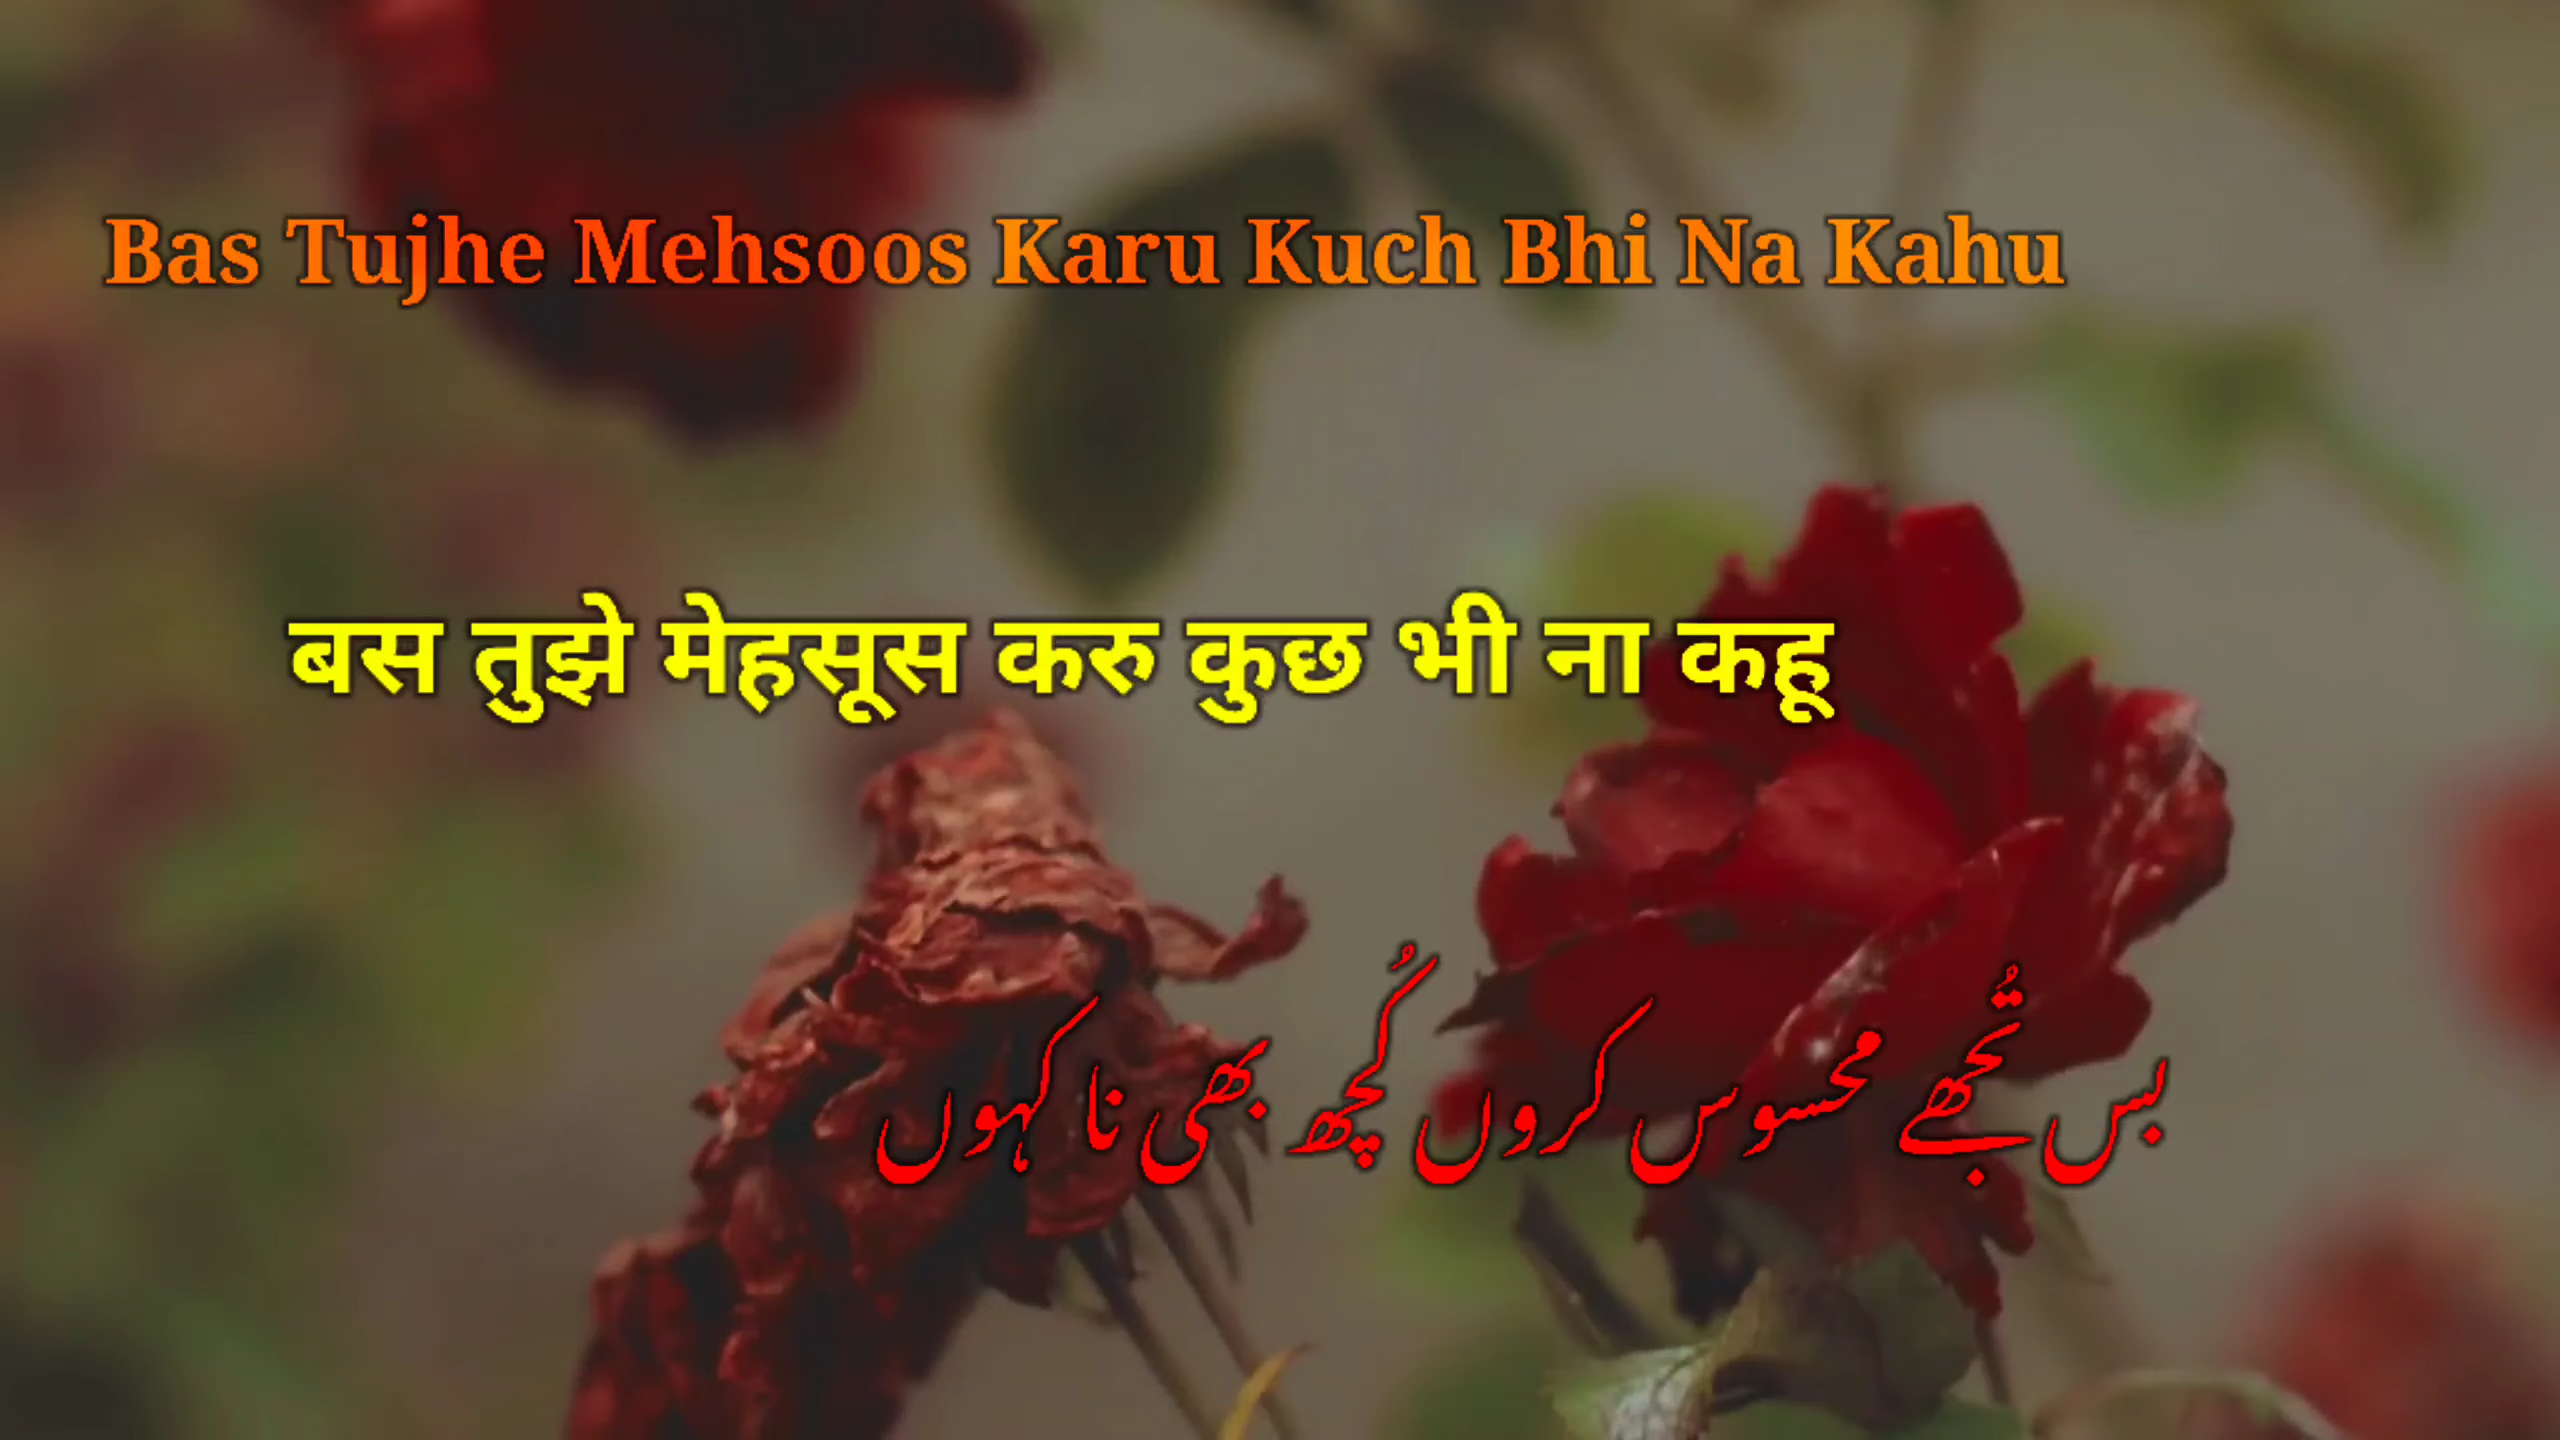 Bas Tujhe Mehsoos Karu Kuch Bhi Na Kahu
बस तुझे मेहसूस करु कुछ भी ना कहू
بس تُجھے محسوس کروں کُچھ بھی نا کہوں